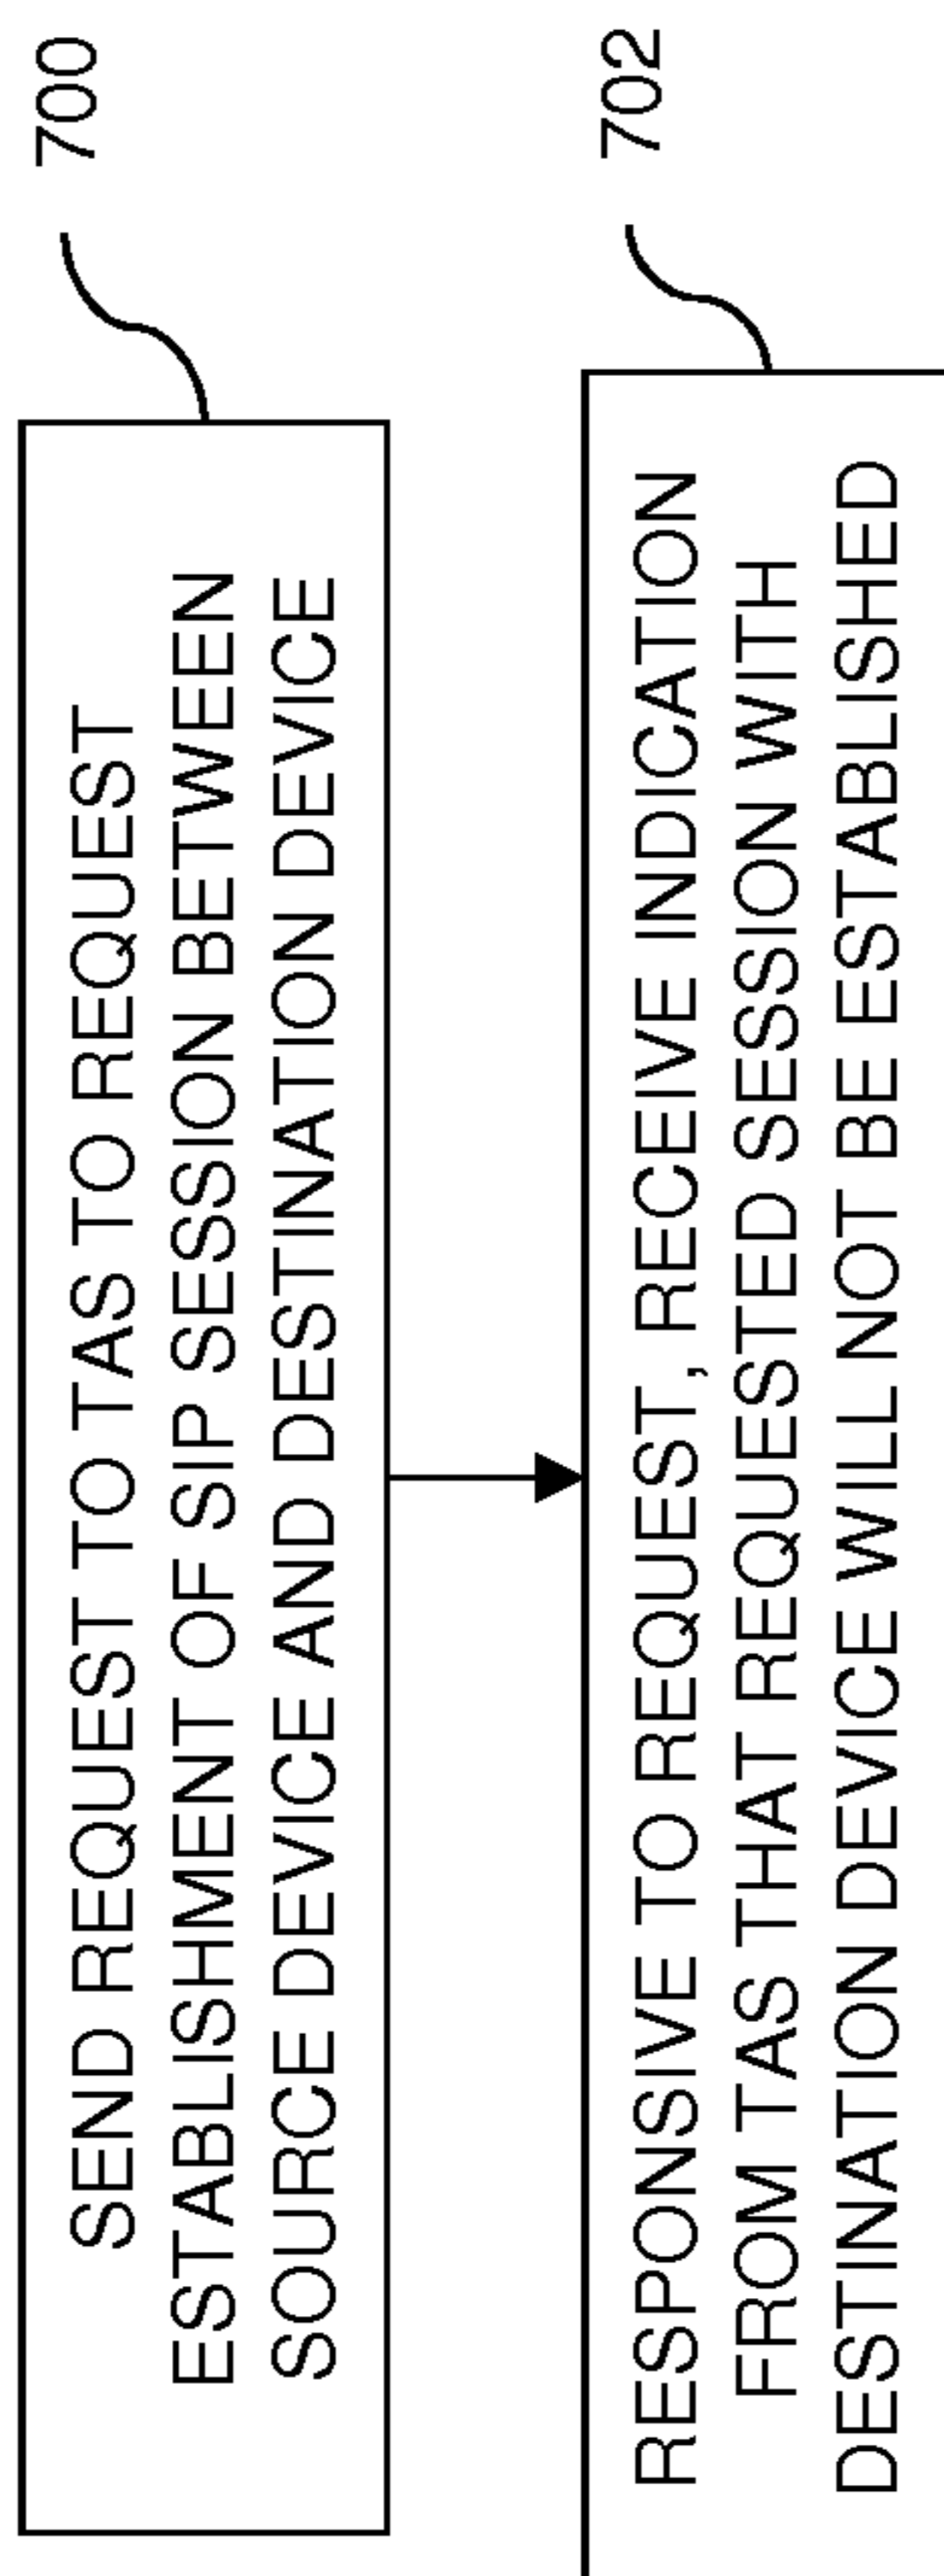 700
SEND REQUEST TO TAS TO REQUEST
ESTABLISHMENT OF SIP SESSION BETWEEN
SOURCE DEVICE AND DESTINATION DEVICE
702
RESPONSIVE TO REQUEST, RECEIVE INDICATION
FROM TAS THAT REQUESTED SESSION WITH
DESTINATION DEVICE WILL NOT BE ESTABLISHED